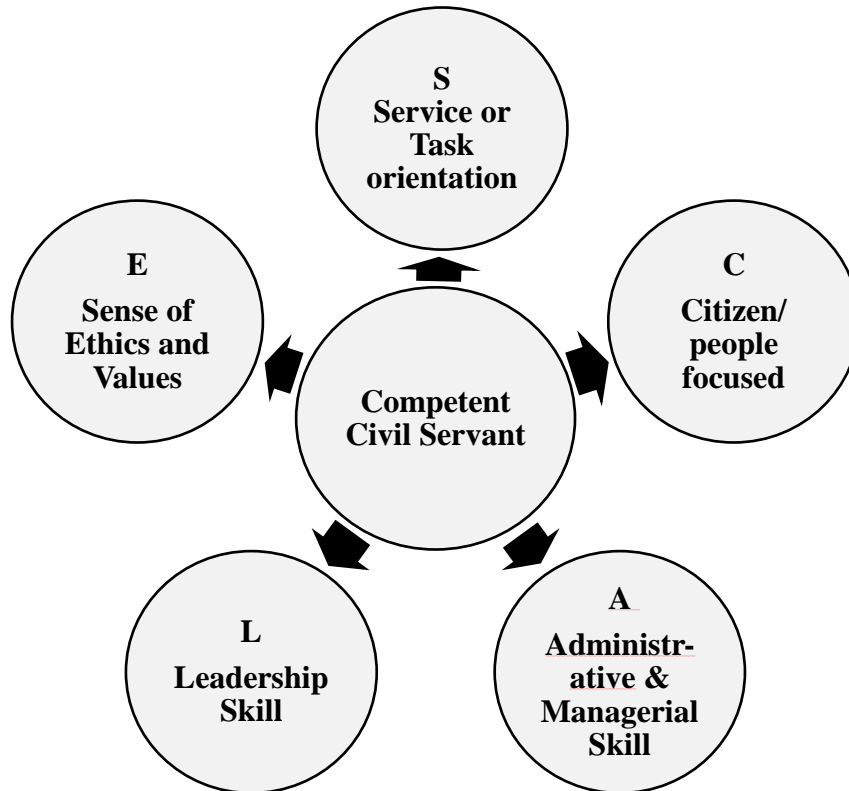 S
Service or
Task
orientation
E
Sense of
Ethics and
Values
C
Citizen/
people
focused
Competent
Civil Servant
L
Leadership
Skill
A
Administr-
ative &
Managerial
Skill